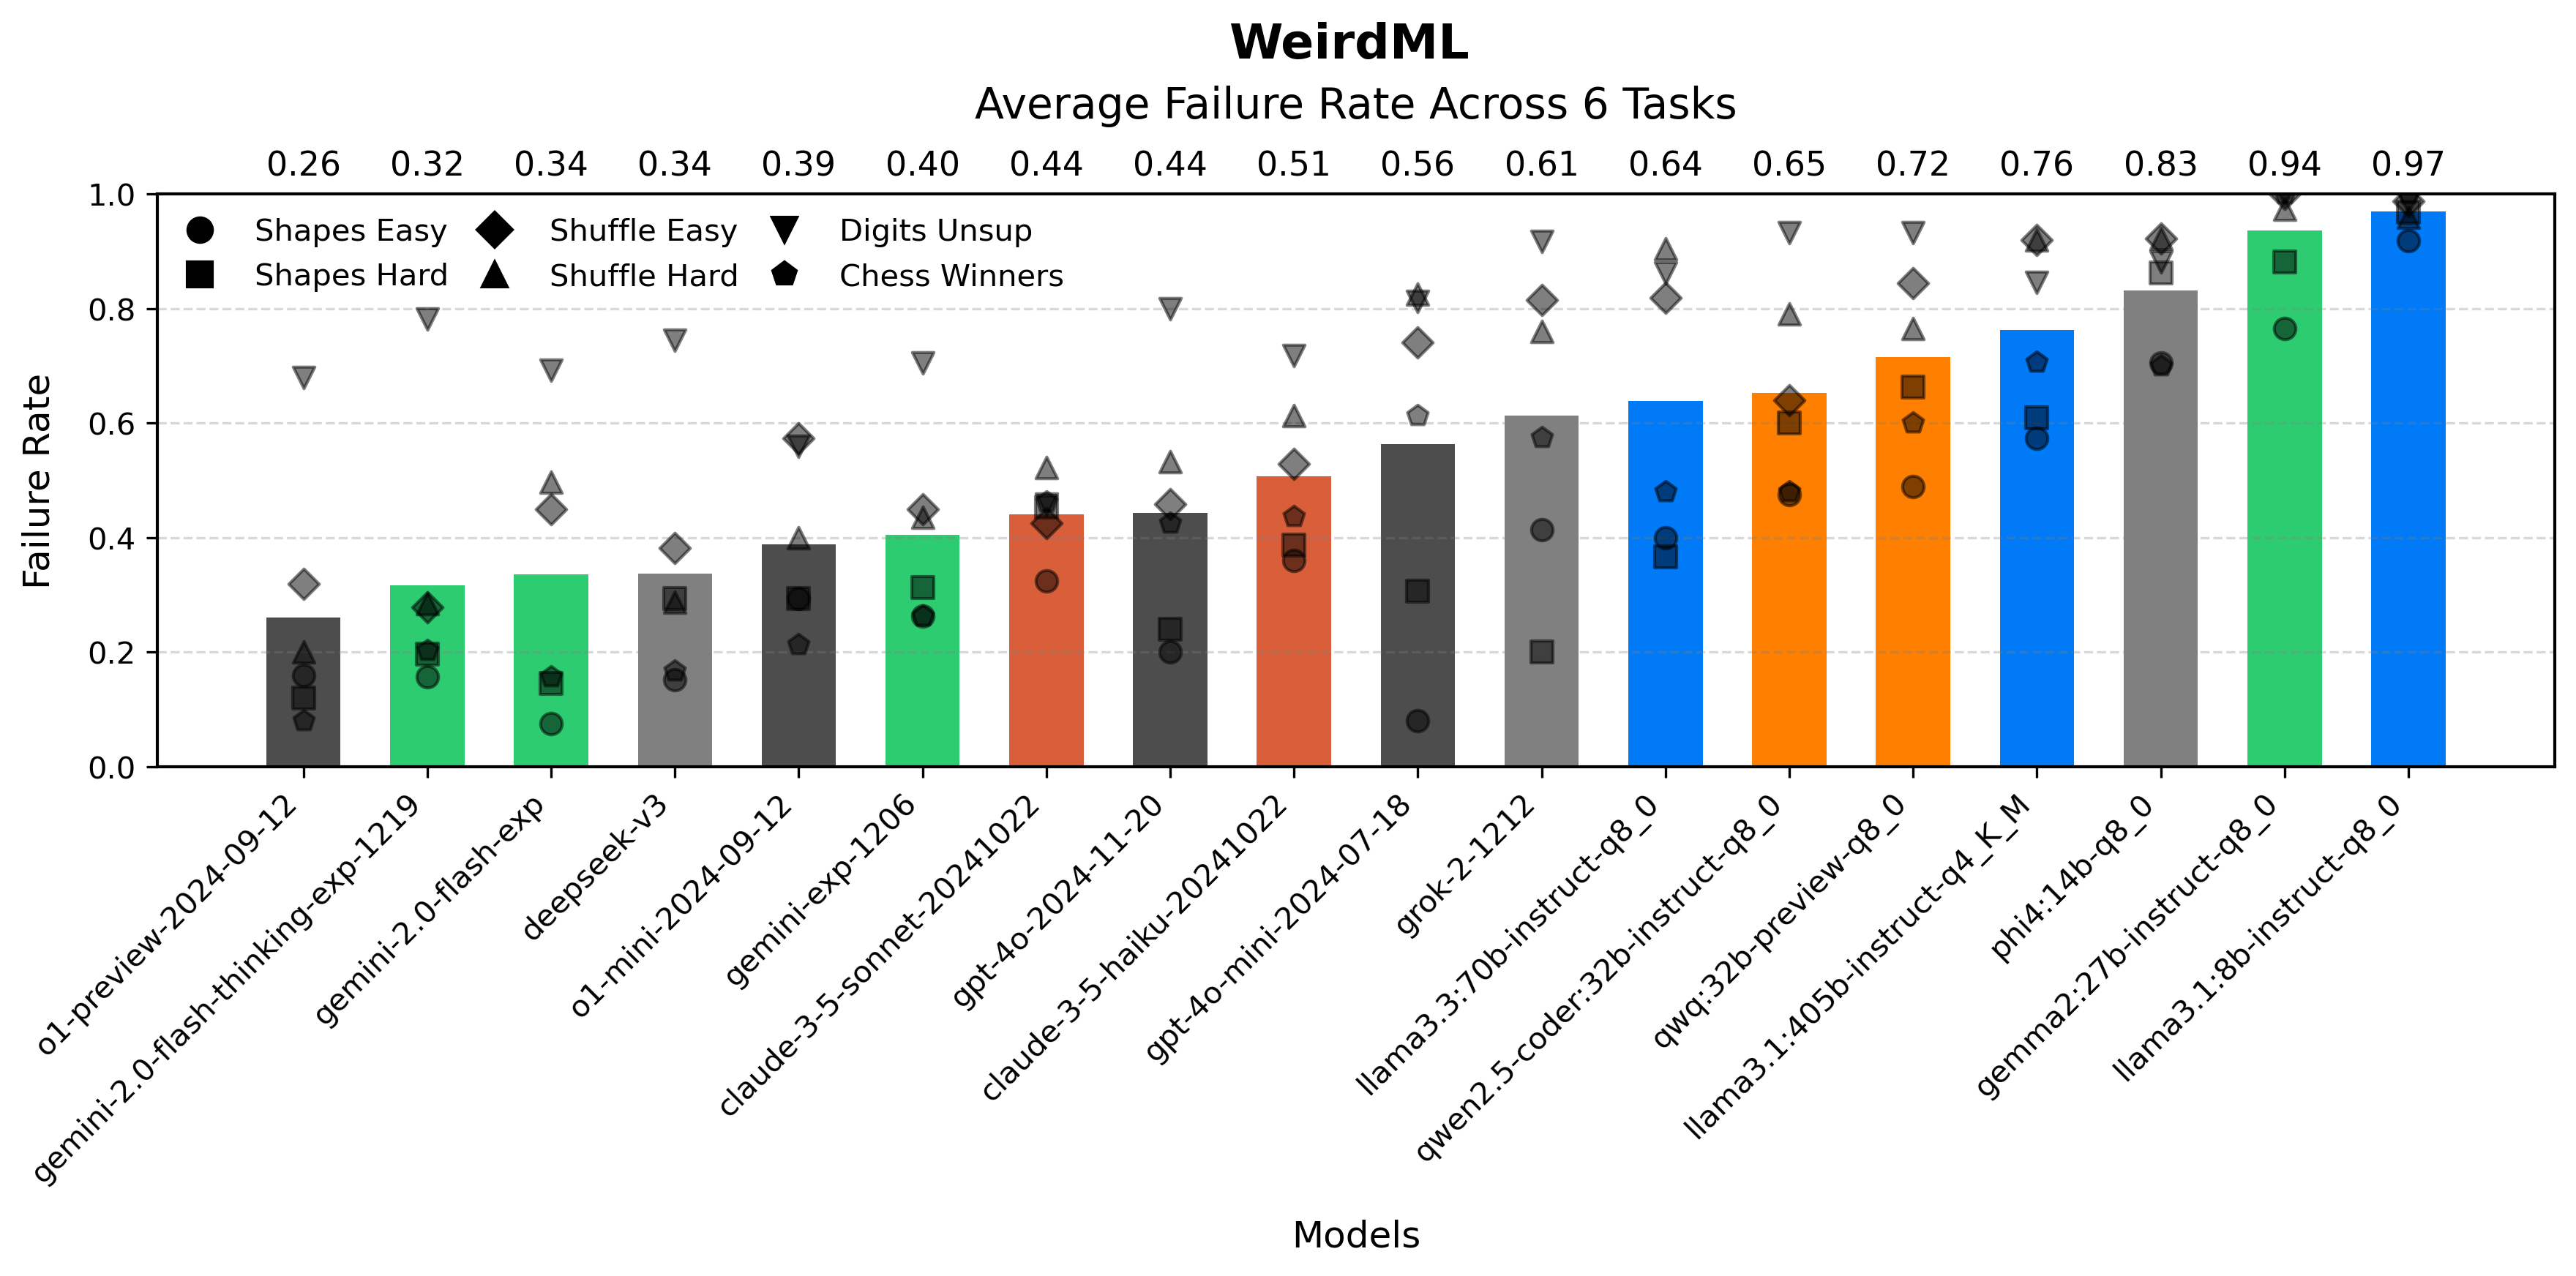 WeirdML
Average Failure Rate Across 6 Tasks
0.26 0.32 0.34 0.34 0.39 0.40 0.44 0.44 0.51 0.56 0.61 0.64 0.65 0.72 0.76 0.83 0.94 0.97
Shapes Easy Shuffle Easy Digits Unsup
Shapes Hard Shuffle Hard Chess Winners
Failure Rate
1.0
0.8
0.6
0.4
0.2
0.0
o1-preview-2024-09-12
gemini-2.0-flash-thinking-exp-1219
gemini-2.0-flash-exp
deepseek-v3
o1-mini-2024-09-12
gemini-exp-1206
claude-3-5-sonnet-20241022
gpt-4o-2024-11-20
claude-3-5-haiku-20241022
gpt-4o-mini-2024-07-18
grok-2-1212
llama3.3:70b-instruct-q8_0
qwen2.5-coder:32b-instruct-q8_0
qwq:32b-preview-q8_0
llama3.1:405b-instruct-q4_K_M
phi4:14b-q8_0
gemma2:27b-instruct-q8_0
llama3.1:8b-instruct-q8_0
Models